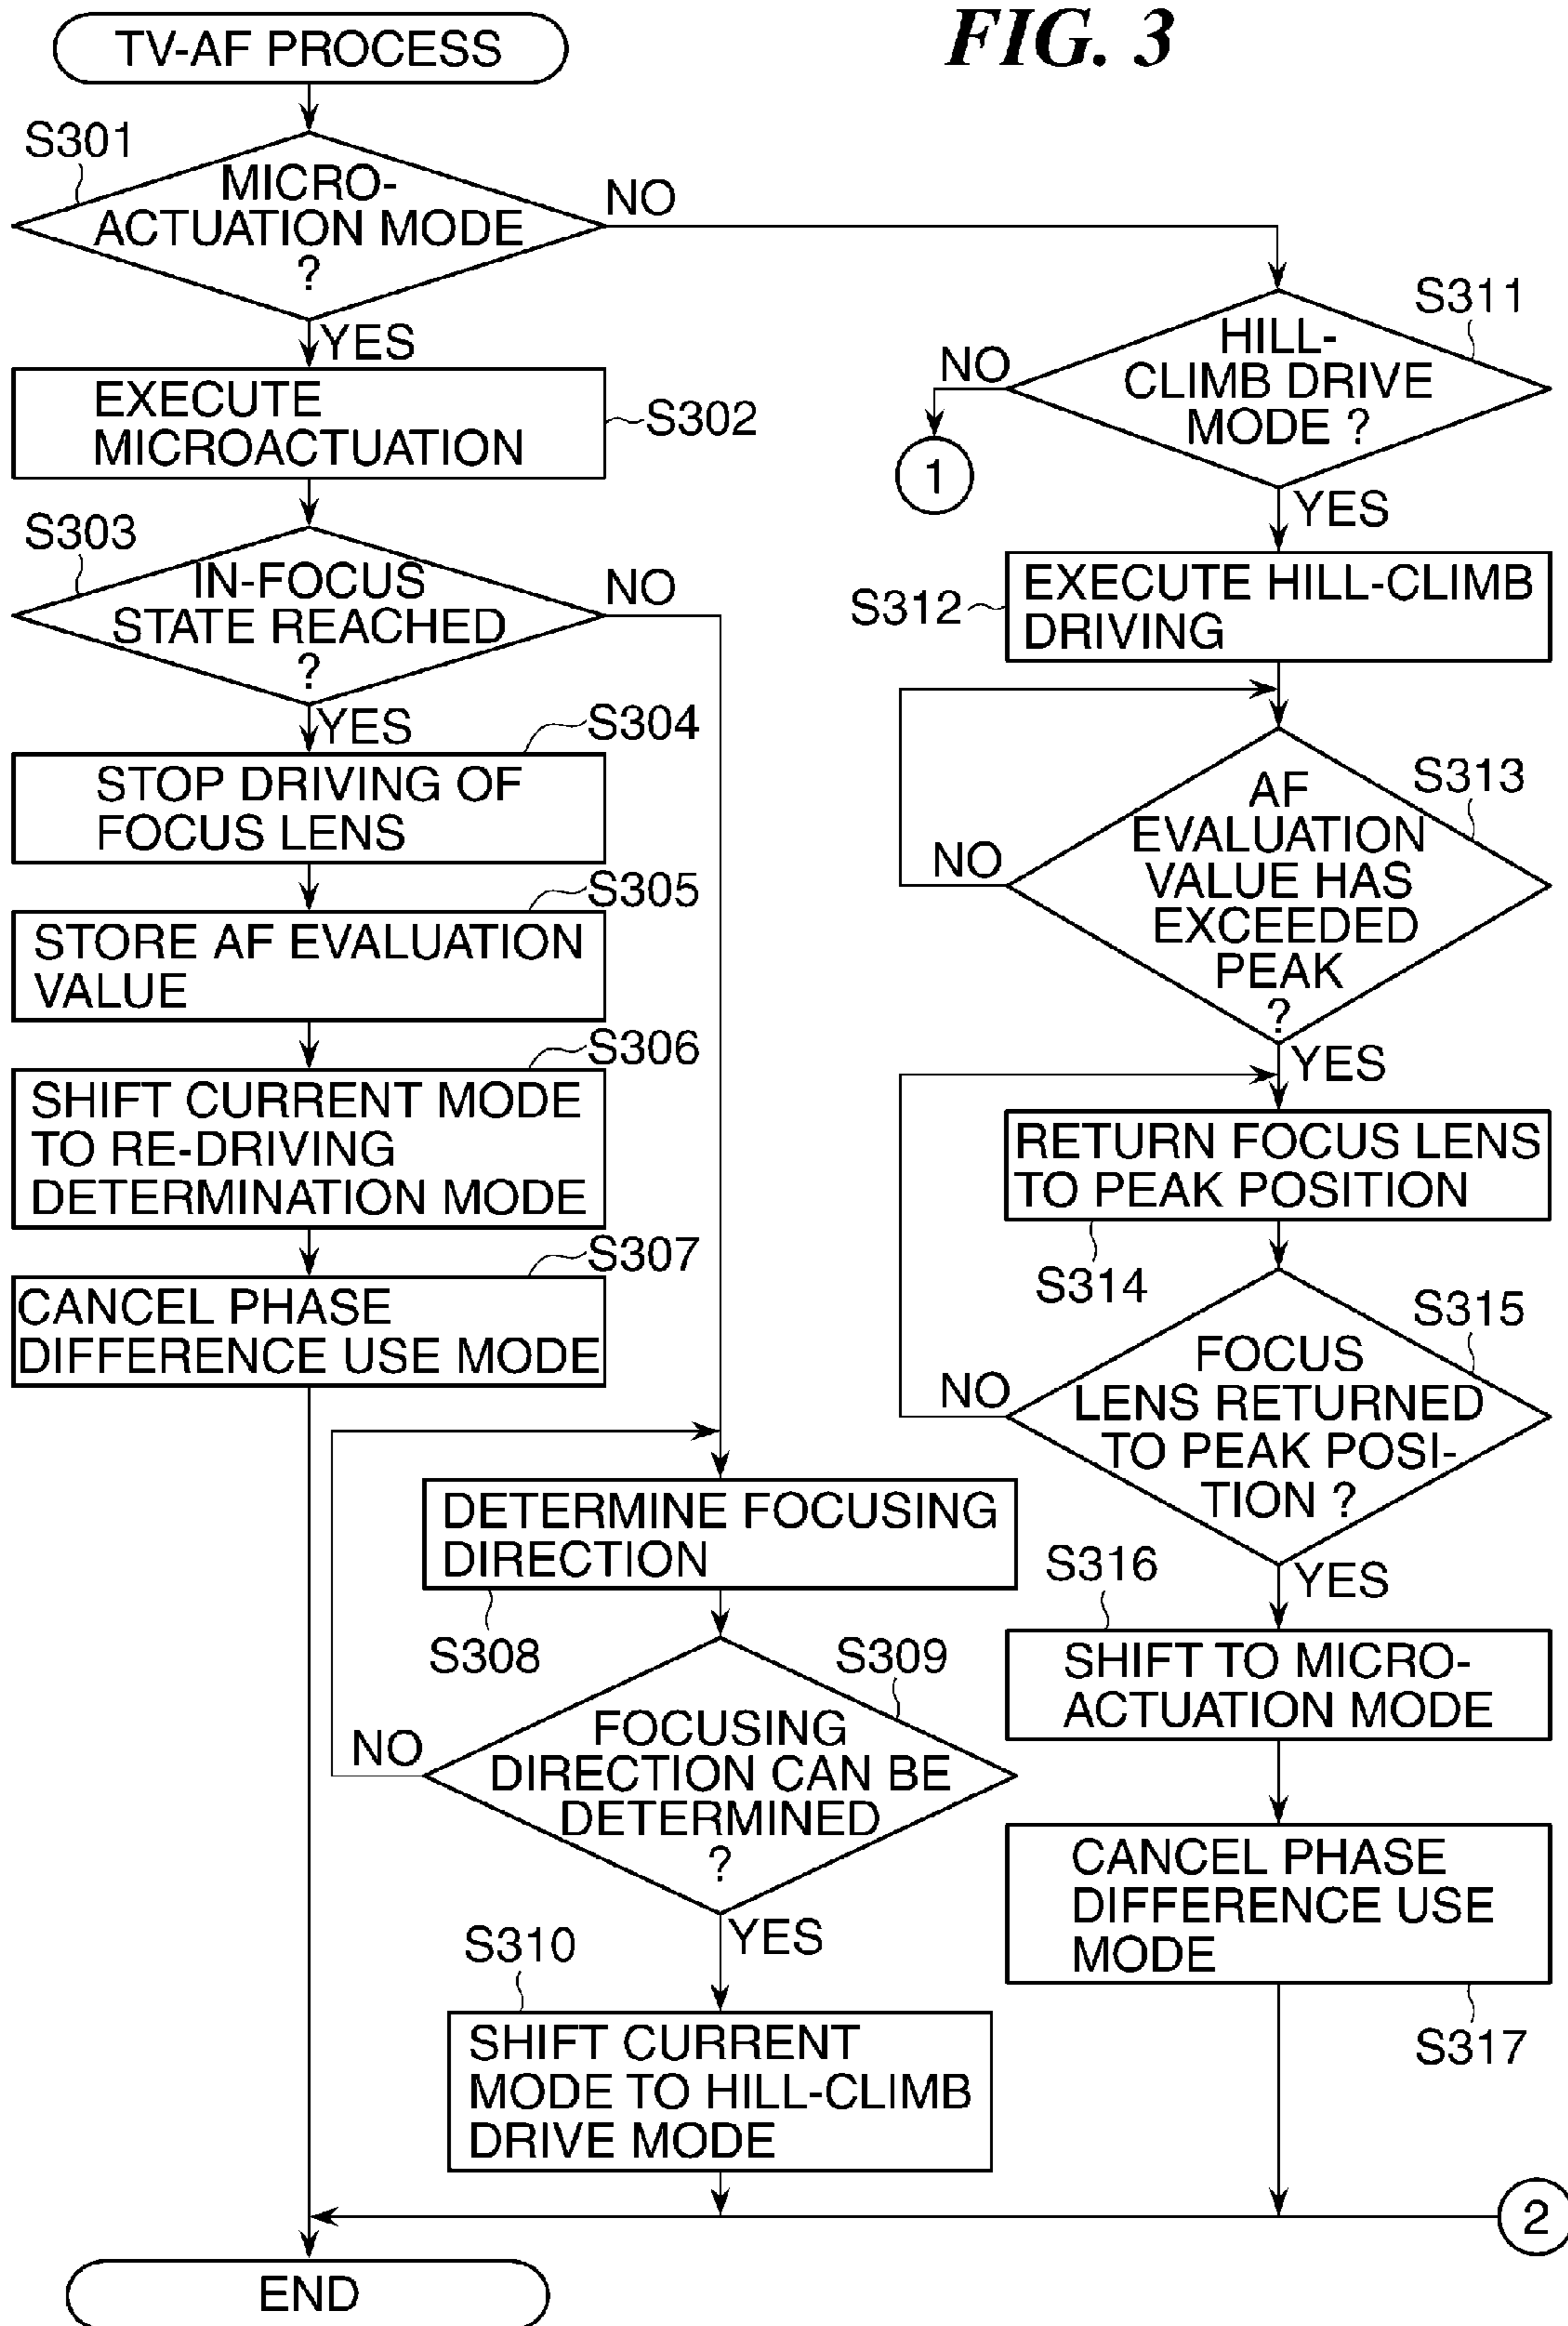 FIG. 3
TV-AF PROCESS
S301
MICRO-
ACTUATION MODE
?
NO
YES
EXECUTE
MICROACTUATION
S302
S303
IN-FOCUS
STATE REACHED
?
NO
YES
S304
STOP DRIVING OF
FOCUS LENS
S305
STORE AF EVALUATION
VALUE
S306
SHIFT CURRENT MODE
TO RE-DRIVING
DETERMINATION MODE
S307
CANCEL PHASE
DIFFERENCE USE MODE
DETERMINE FOCUSING
DIRECTION
S308
S309
FOCUSING
DIRECTION CAN BE
DETERMINED
?
NO
YES
S310
SHIFT CURRENT
MODE TO HILL-CLIMB
DRIVE MODE
S311
HILL-
CLIMB DRIVE
MODE ?
NO
1
YES
S312
EXECUTE HILL-CLIMB
DRIVING
S313
AF
EVALUATION
VALUE HAS
EXCEEDED
PEAK
?
NO
YES
RETURN FOCUS LENS
TO PEAK POSITION
S314
S315
FOCUS
LENS RETURNED
TO PEAK POSI-
TION ?
NO
YES
S316
SHIFT TO MICRO-
ACTUATION MODE
CANCEL PHASE
DIFFERENCE USE
MODE
S317
2
END